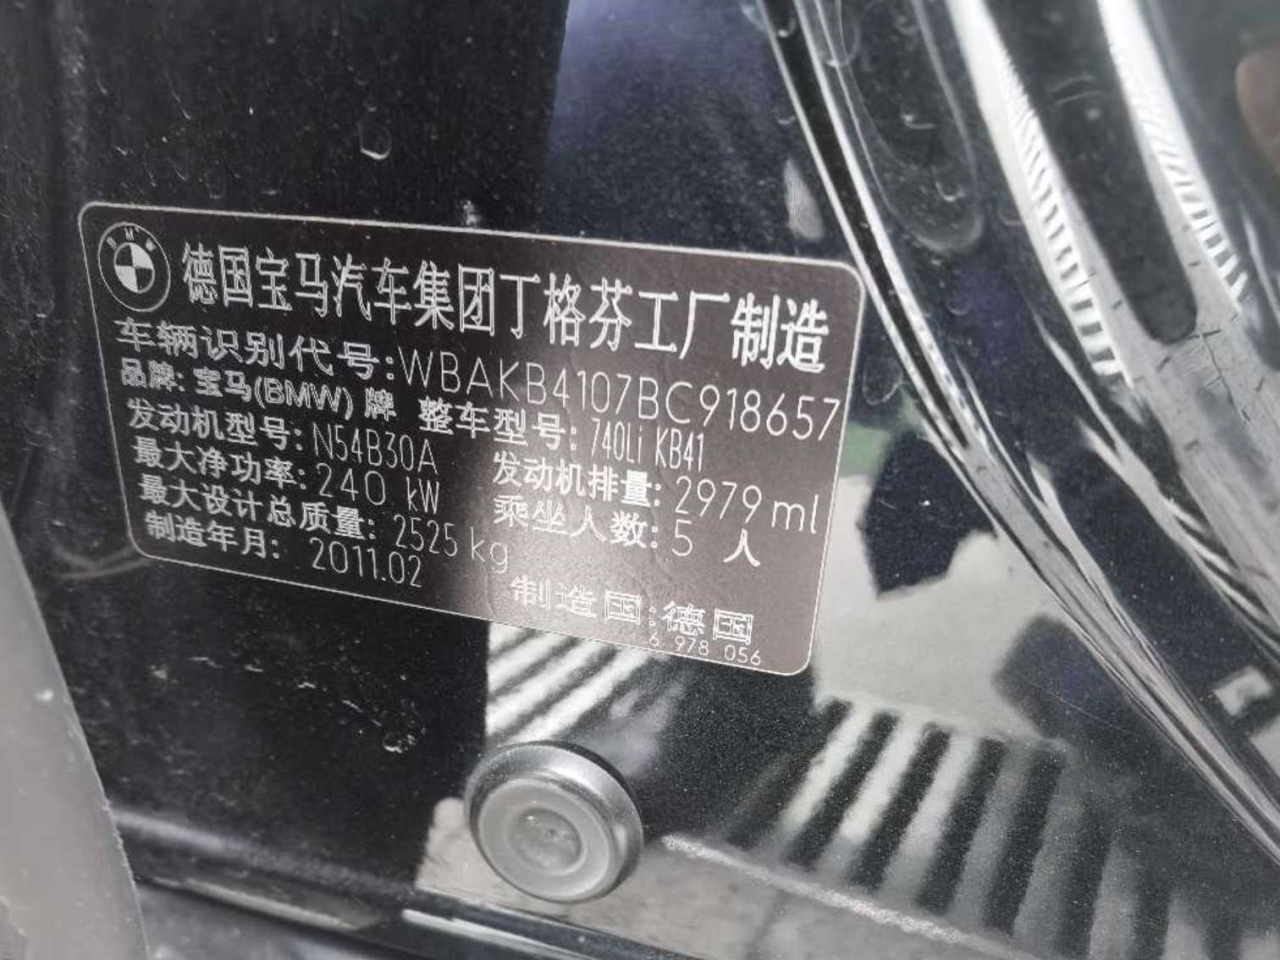 BMW
德国宝马汽车集团丁格芬工厂制造
车辆识别代号:WBAKB4107BC918657
品牌:宝马(BMW)牌 整车型号:740Li KB41
发动机型号:N54B30A 发动机排量:2979ml
最大净功率:240 kW 乘坐人数:5 人
最大设计总质量:2525kg
制造年月:2011.02 制造国:德国
6 978 056